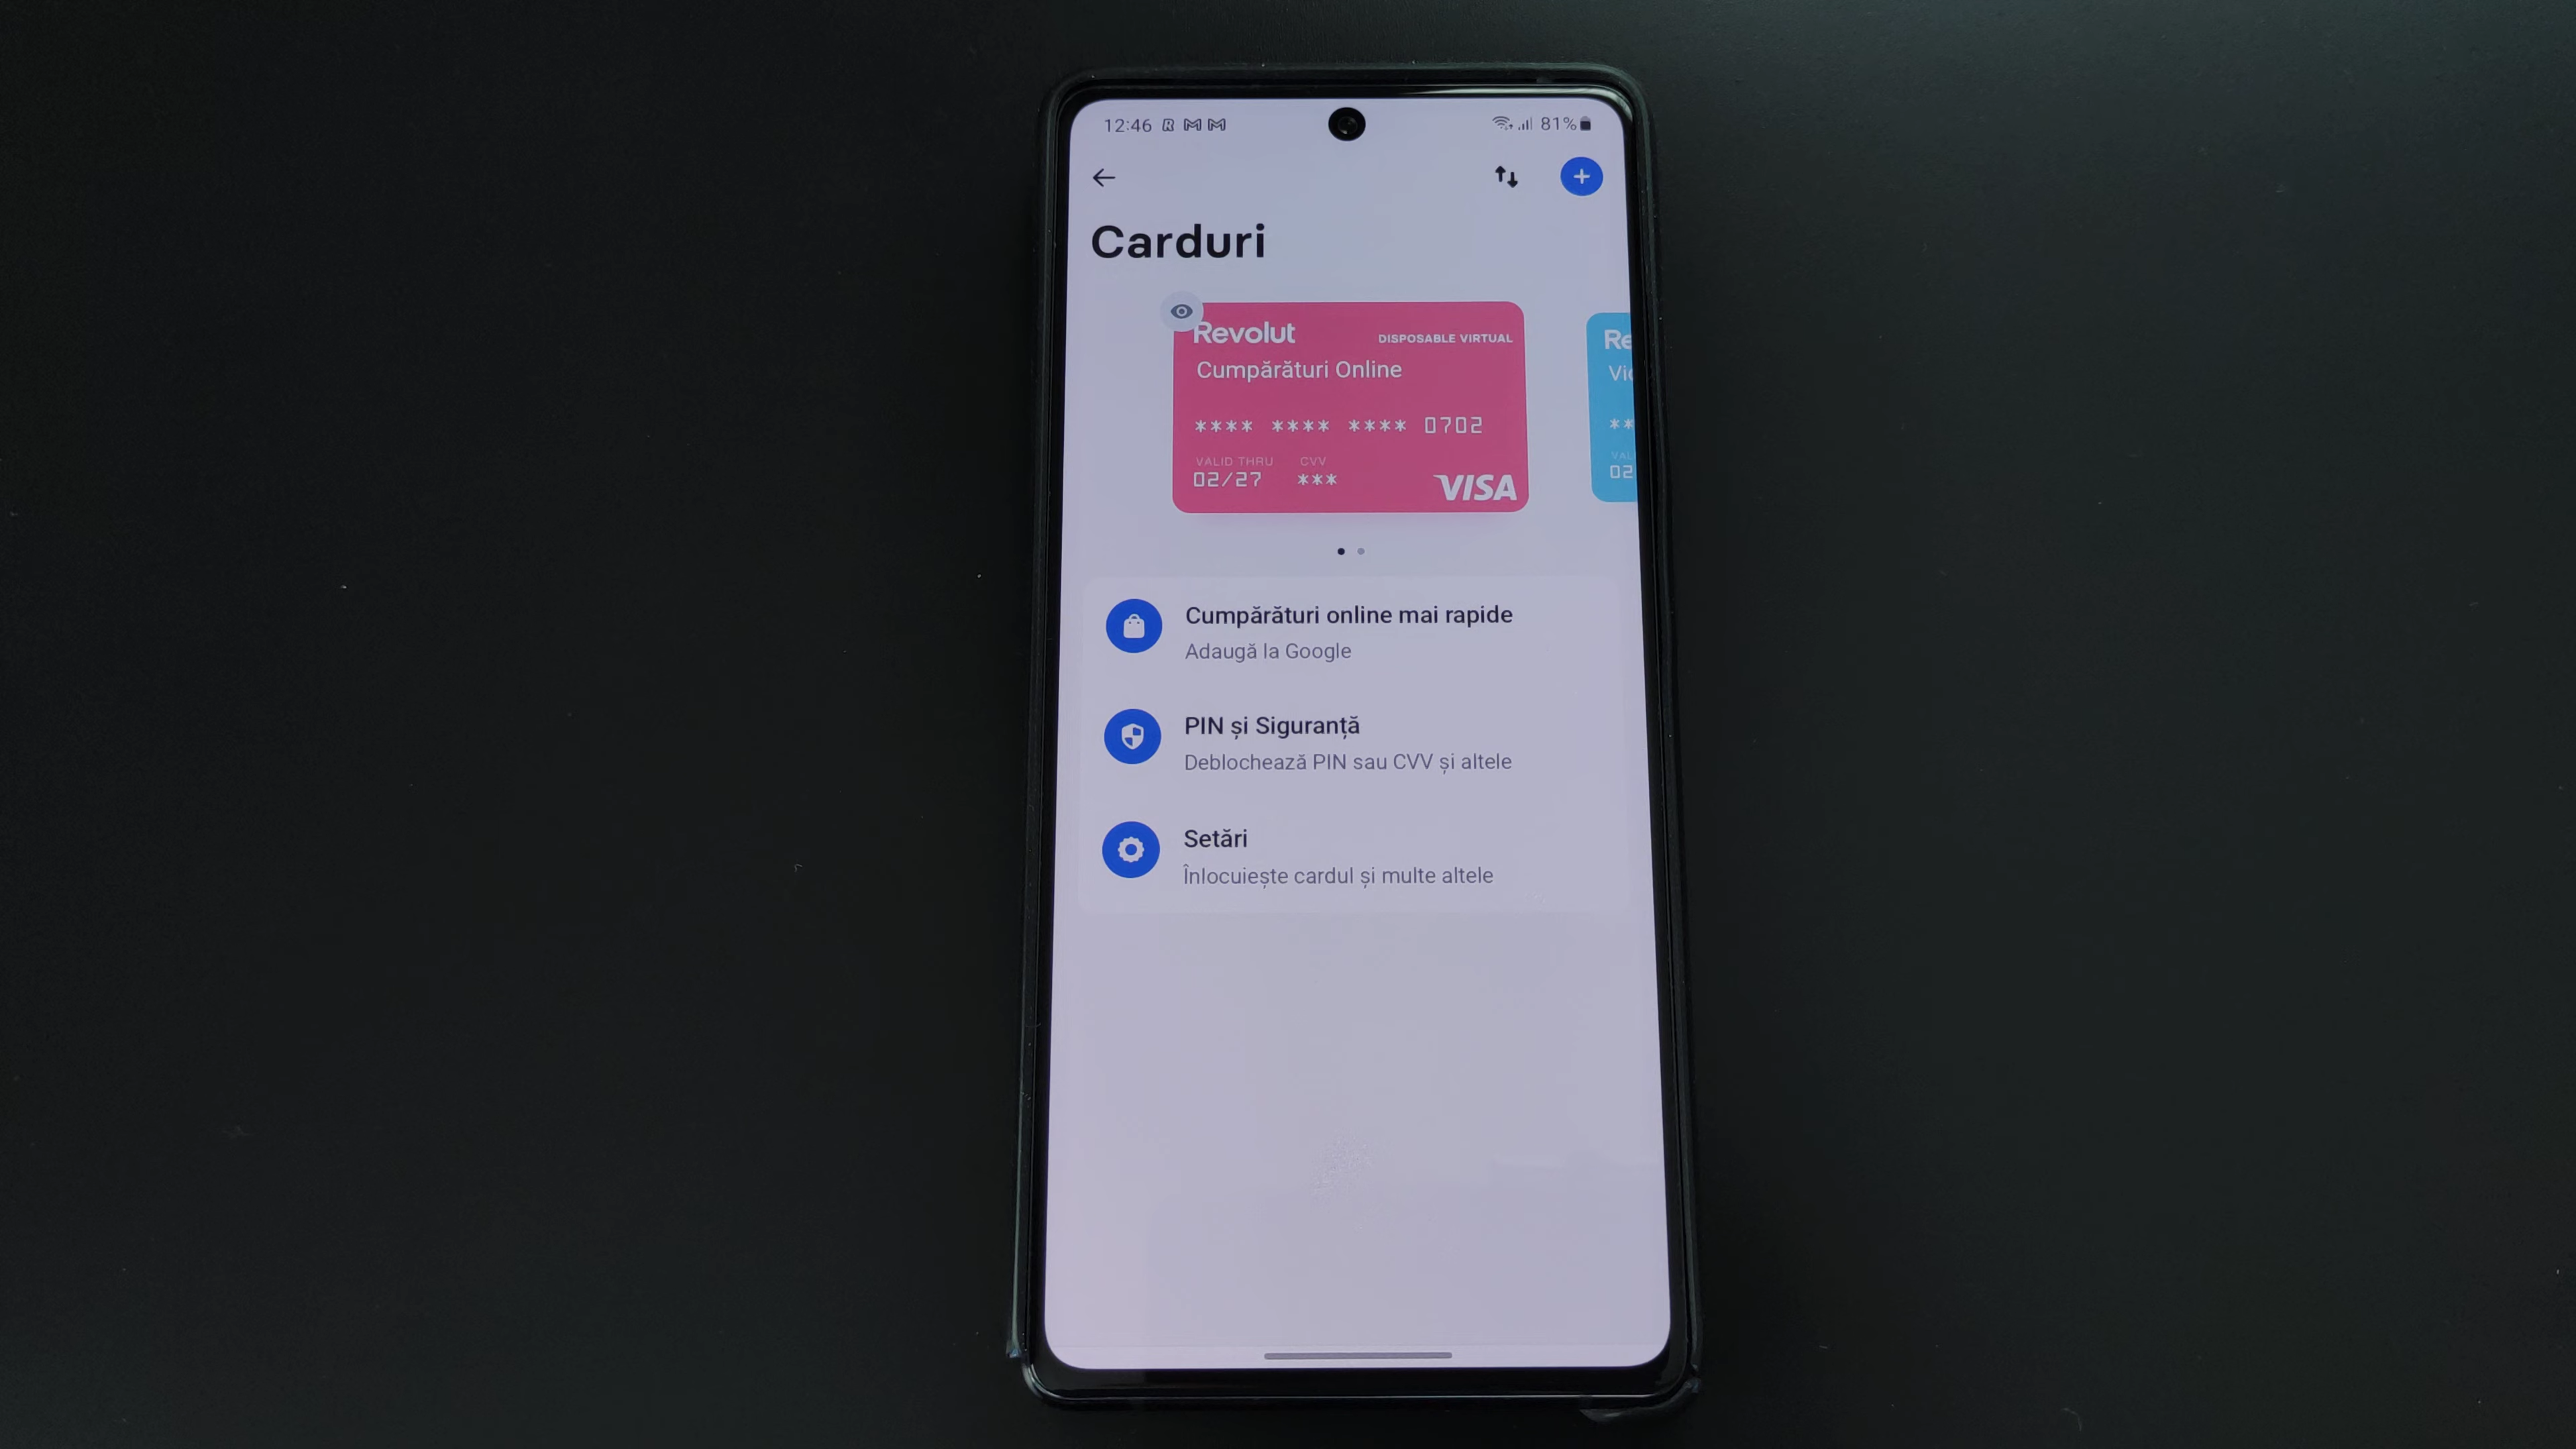 12:46
81%
Carduri
Revolut
DISPOSABLE VIRTUAL
Cumpărături Online
**** **** **** 0702
VALID THRU
CVV
02/27
***
VISA
Re
**
02
Cumpărături online mai rapide
Adaugă la Google
PIN și Siguranță
Deblochează PIN sau CVV și altele
Setări
Înlocuiește cardul și multe altele